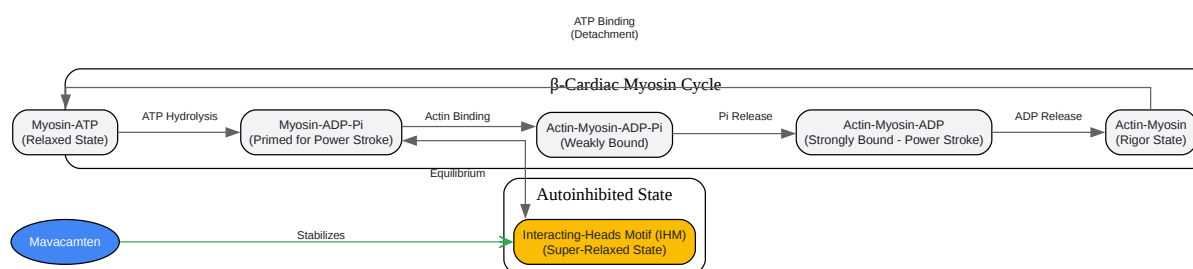 ATP Binding
(Detachment)
β-Cardiac Myosin Cycle
Myosin-ATP
(Relaxed State)
ATP Hydrolysis
Myosin-ADP-Pi
(Primed for Power Stroke)
Actin Binding
Actin-Myosin-ADP-Pi
(Weakly Bound)
Pi Release
Actin-Myosin-ADP
(Strongly Bound - Power Stroke)
ADP Release
Actin-Myosin
(Rigor State)
Equilibrium
Autoinhibited State
Mavacamten
Stabilizes
Interacting-Heads Motif (IHM)
(Super-Relaxed State)